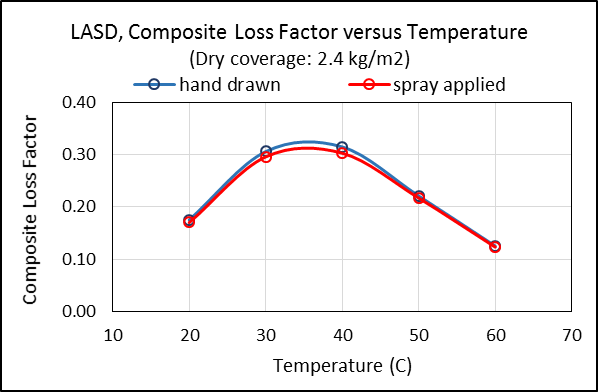 LASD, Composite Loss Factor versus Temperature
(Dry coverage: 2.4 kg/m2)
hand drawn spray applied
Composite Loss Factor
0.40
0.30
0.20
0.10
0.00
10 20 30 40 50 60 70
Temperature (C)